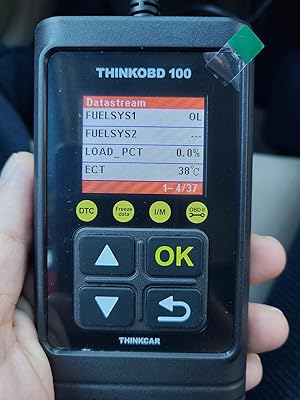 THINKOBD 100
Datastream
FUELSYS1 OL
FUELSYS2 ---
LOAD_PCT 0.0%
ECT 38℃
1~ 4/37
DTC Freeze data I/M OBD II
OK
THINKCAR